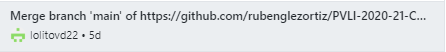 Merge branch 'main' of https://github.com/rubenglezortiz/PVLI-2020-21-C...
lolitovd22 • 5d